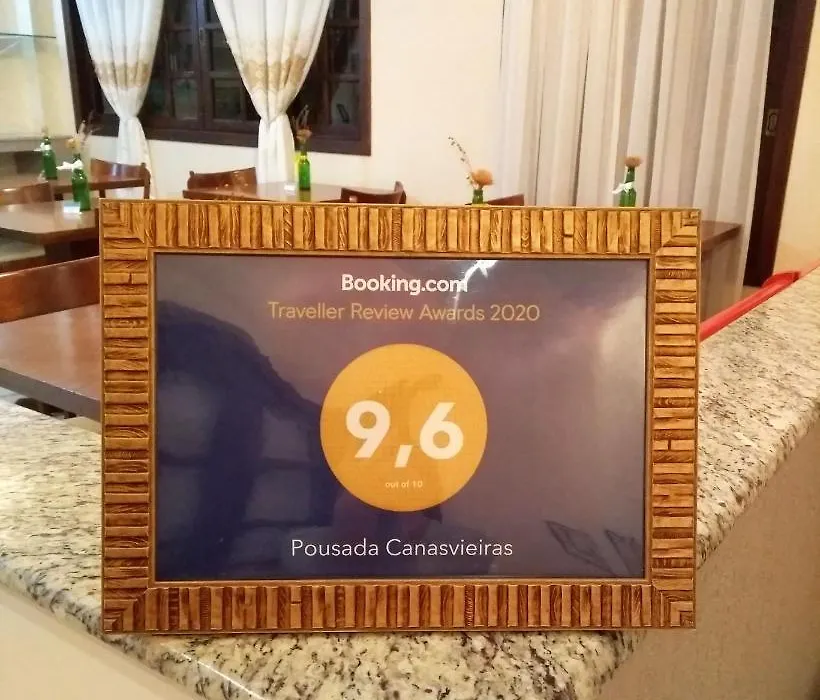 Booking.com
Traveller Review Awards 2020
9,6
out of 10
Pousada Canasvieiras